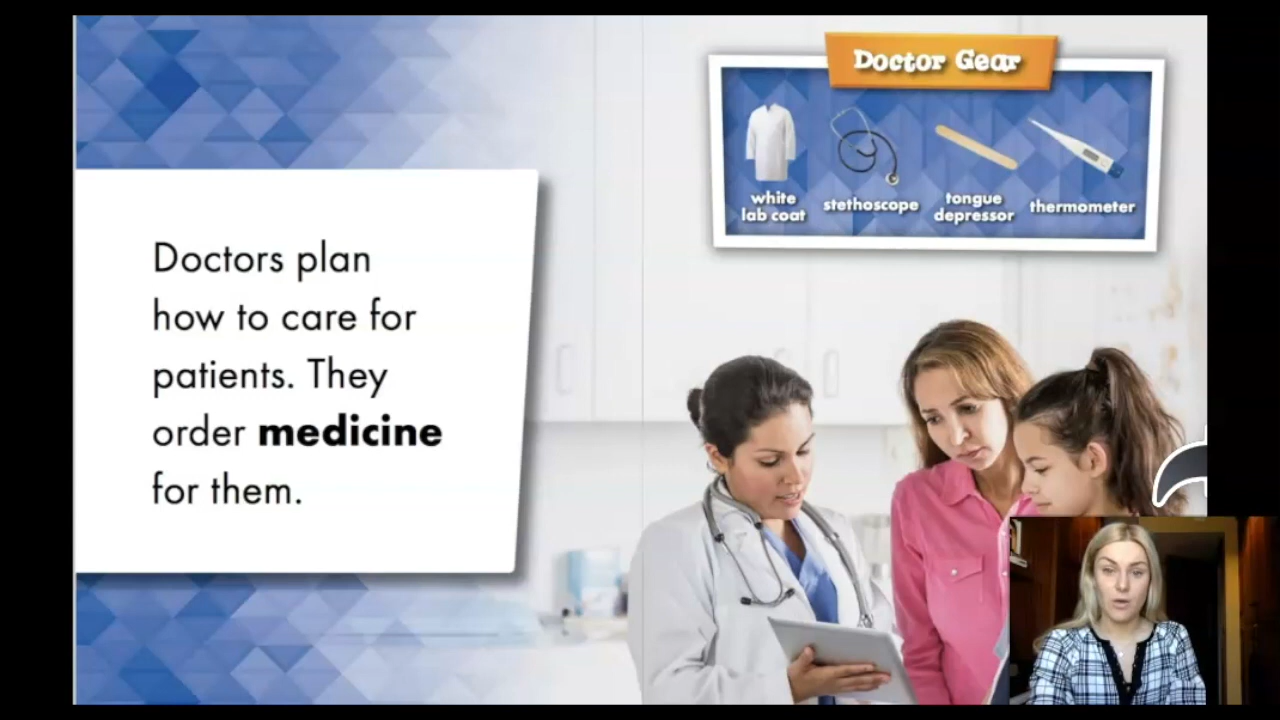 Doctor Gear
white
lab coat
stethoscope
tongue
depressor
thermometer
Doctors plan
how to care for
patients. They
order medicine
for them.